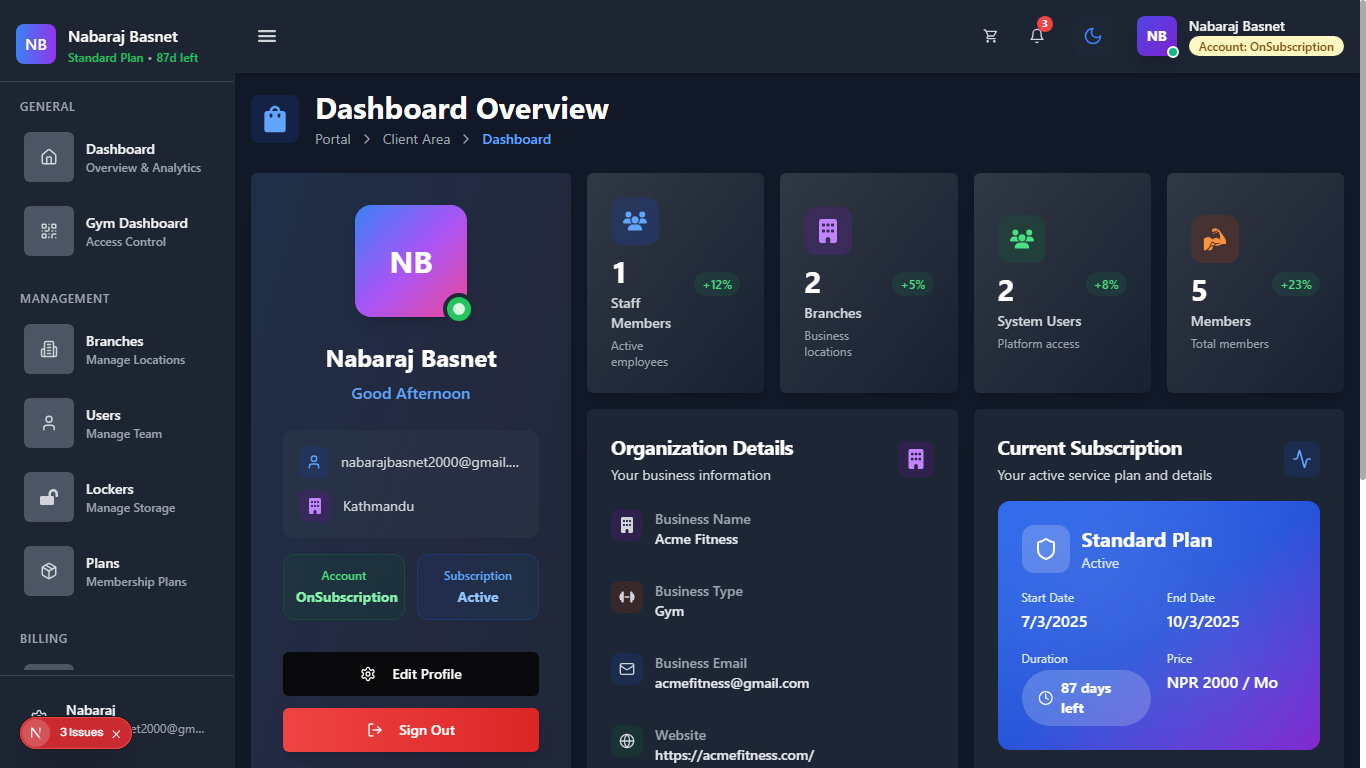 NB
Nabaraj Basnet
Standard Plan • 87d left
GENERAL
Dashboard
Overview & Analytics
Gym Dashboard
Access Control
MANAGEMENT
Branches
Manage Locations
Users
Manage Team
Lockers
Manage Storage
Plans
Membership Plans
BILLING
Nabaraj
et2000@gm...
N
3 Issues
3
NB
Nabaraj Basnet
Account: OnSubscription
Dashboard Overview
Portal > Client Area > Dashboard
NB
Nabaraj Basnet
Good Afternoon
nabarajbasnet2000@gmail....
Kathmandu
Account
OnSubscription
Subscription
Active
Edit Profile
Sign Out
1
+12%
Staff
Members
Active
employees
2
+5%
Branches
Business
locations
2
+8%
System Users
Platform access
5
+23%
Members
Total members
Organization Details
Your business information
Business Name
Acme Fitness
Business Type
Gym
Business Email
acmefitness@gmail.com
Website
https://acmefitness.com/
Current Subscription
Your active service plan and details
Standard Plan
Active
Start Date
7/3/2025
End Date
10/3/2025
Duration
87 days
left
Price
NPR 2000 / Mo